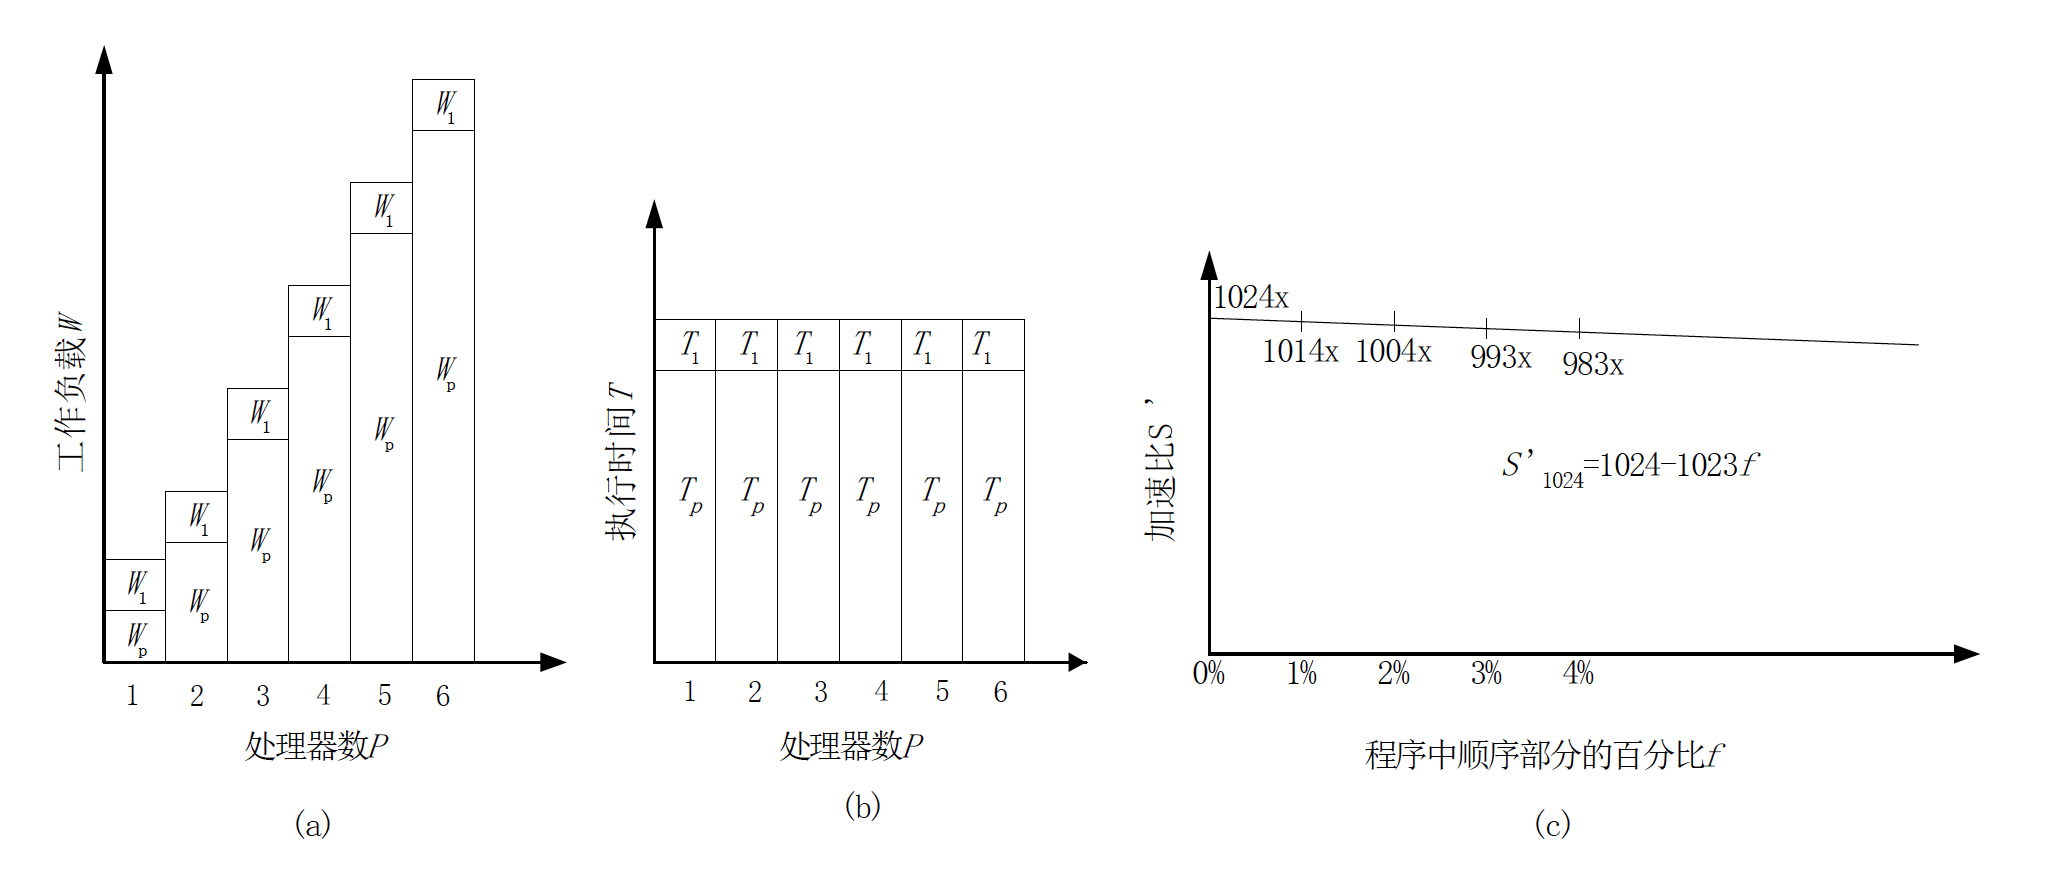 工作负载W
W1
Wp
W1
Wp
W1
Wp
W1
Wp
W1
Wp
W1
Wp
1 2 3 4 5 6
处理器数P
(a)
执行时间T
T1 T1 T1 T1 T1 T1
Tp Tp Tp Tp Tp Tp
1 2 3 4 5 6
处理器数P
(b)
加速比S'
1024x
1014x 1004x 993x 983x
S'1024=1024-1023f
0% 1% 2% 3% 4%
程序中顺序部分的百分比f
(c)